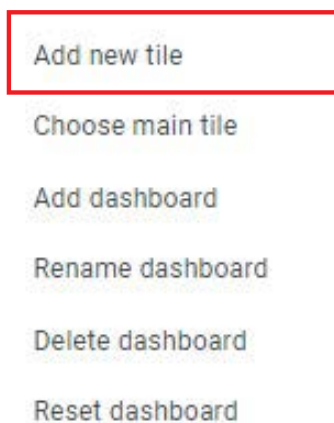 Add new tile
Choose main tile
Add dashboard
Rename dashboard
Delete dashboard
Reset dashboard